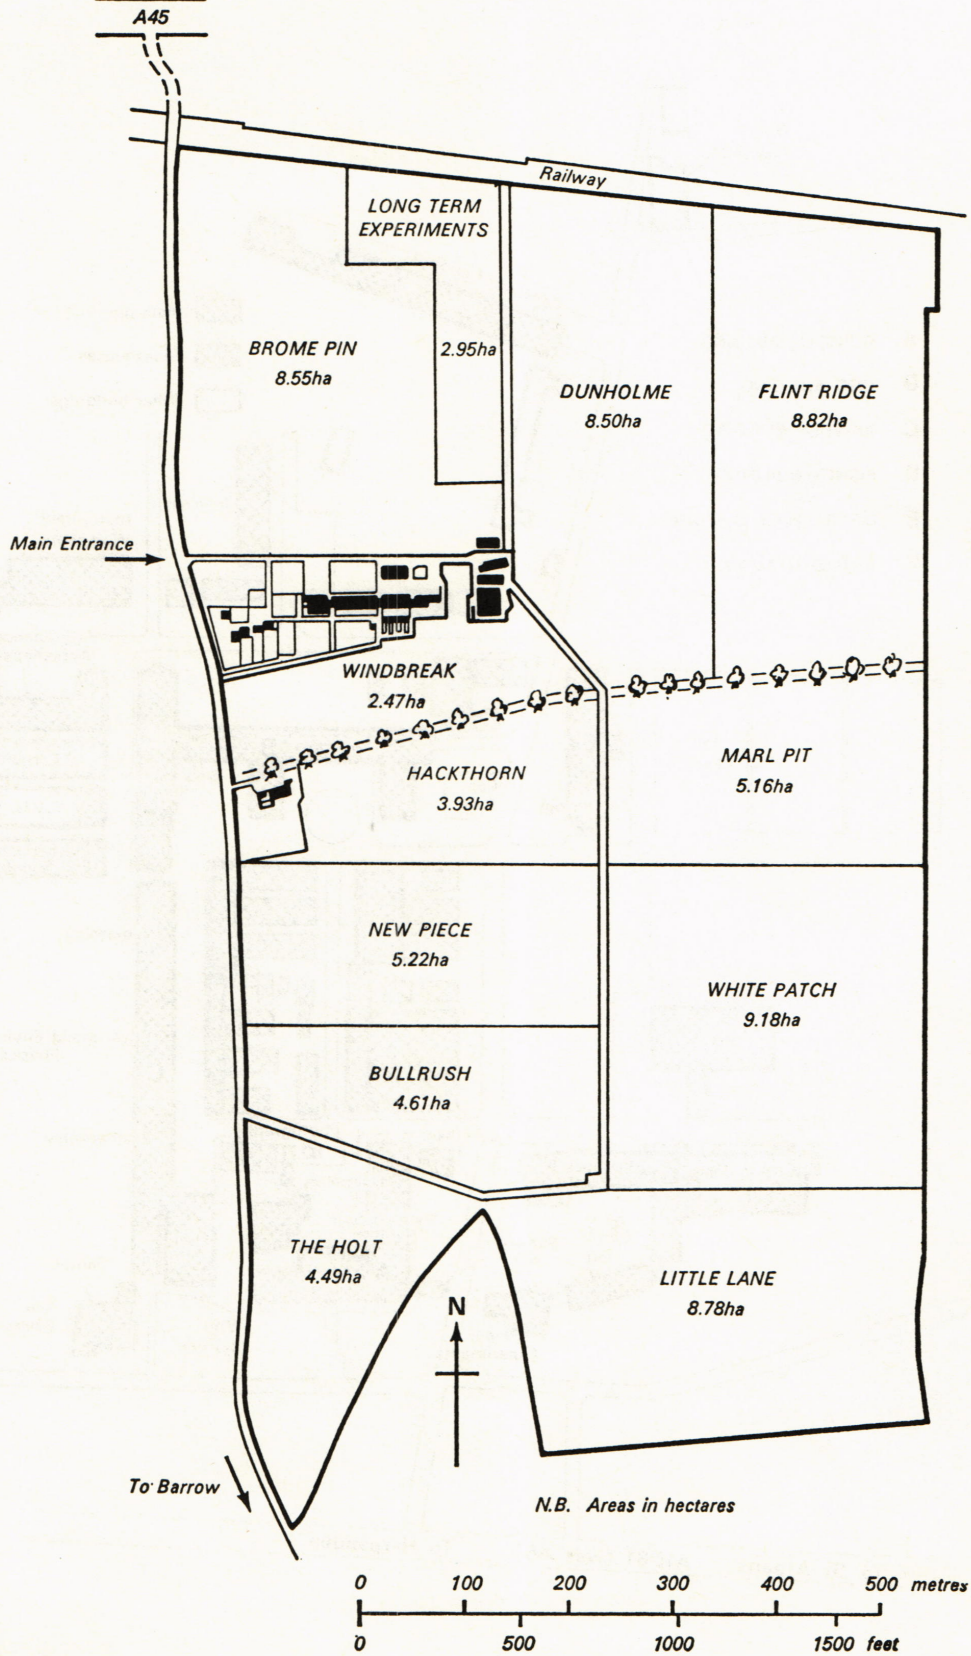 A45
Railway
LONG TERM
EXPERIMENTS
2.95ha
BROME PIN
8.55ha
DUNHOLME
8.50ha
FLINT RIDGE
8.82ha
Main Entrance
WINDBREAK
2.47ha
HACKTHORN
3.93ha
MARL PIT
5.16ha
NEW PIECE
5.22ha
WHITE PATCH
9.18ha
BULLRUSH
4.61ha
THE HOLT
4.49ha
LITTLE LANE
8.78ha
N
To Barrow
N.B. Areas in hectares
0 100 200 300 400 500 metres
0 500 1000 1500 feet